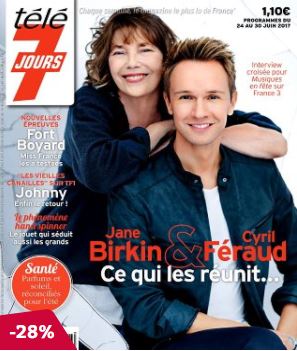 Chaque semaine, le magazine le plus lu de France*
télé
7
JOURS
1,10€
PROGRAMMES DU
24 AU 30 JUIN 2017
Interview
croisée pour
Musiques
en fête sur
France 3
NOUVELLES
ÉPREUVES
Fort
Boyard
Miss France
les a testées
"LES VIEILLES
CANAILLES" SUR TF1
Johnny
Enfin le retour !
Le phénomène
hand spinner
Le jouet qui séduit
aussi les grands
Jane Cyril
Birkin & Féraud
Ce qui les réunit...
Santé
Parfums et
soleil,
réconciliés
pour l'été
-28%